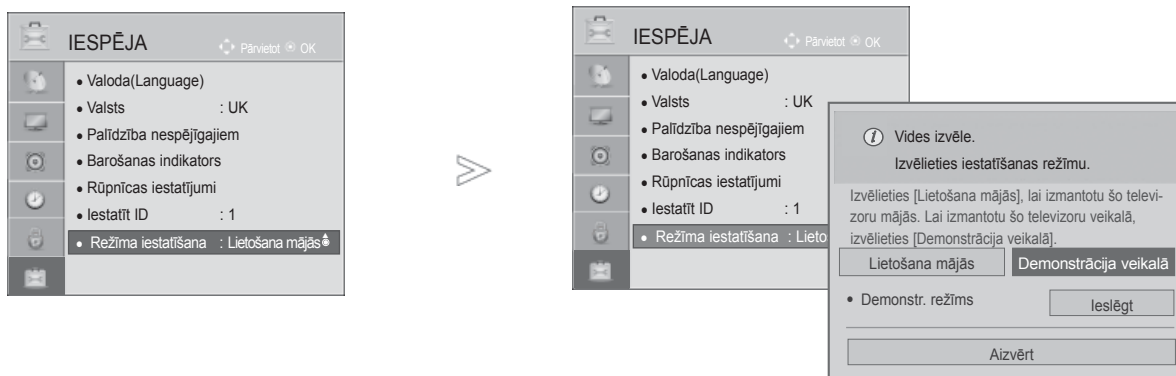 IESPĒJA
Pārvietot OK
• Valoda(Language)
• Valsts : UK
• Palīdzība nespējīgajiem
• Barošanas indikators
• Rūpnīcas iestatījumi
• Iestatīt ID : 1
• Režīma iestatīšana : Lietošana mājās
IESPĒJA
Pārvietot OK
• Valoda(Language)
• Valsts : UK
• Palīdzība nespējīgajiem
• Barošanas indikators
• Rūpnīcas iestatījumi
• Iestatīt ID : 1
• Režīma iestatīšana : Lieto
Vides izvēle.
Izvēlieties iestatīšanas režīmu.
Izvēlieties [Lietošana mājās], lai izmantotu šo televi-
zoru mājās. Lai izmantotu šo televizoru veikalā,
izvēlieties [Demonstrācija veikalā].
Lietošana mājās Demonstrācija veikalā
• Demonstr. režīms Ieslēgt
Aizvērt